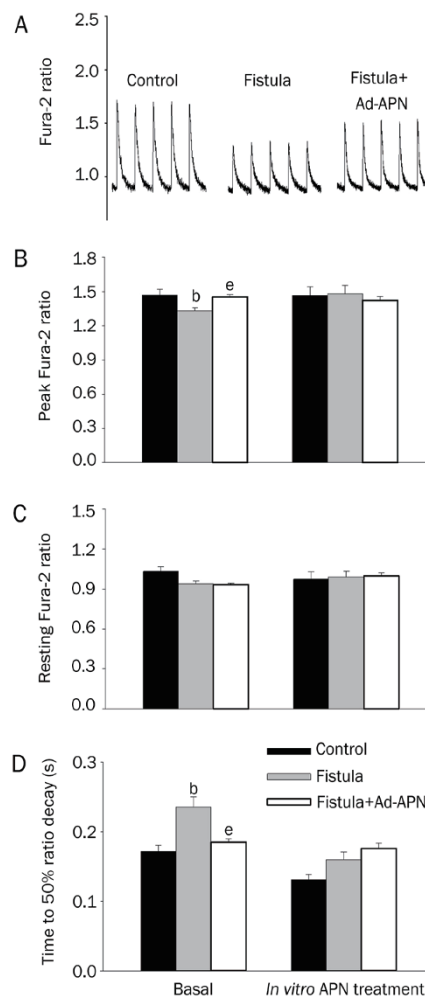 A
Fura-2 ratio
2.5
2.0
1.5
1.0
Control
Fistula
Fistula+
Ad-APN
B
Peak Fura-2 ratio
1.8
1.5
1.2
0.9
0.6
0.3
0.0
b
e
C
Resting Fura-2 ratio
1.5
1.2
0.9
0.6
0.3
0.0
D
Time to 50% ratio decay (s)
0.3
0.2
0.1
0.0
b
e
Control
Fistula
Fistula+Ad-APN
Basal
In vitro APN treatment